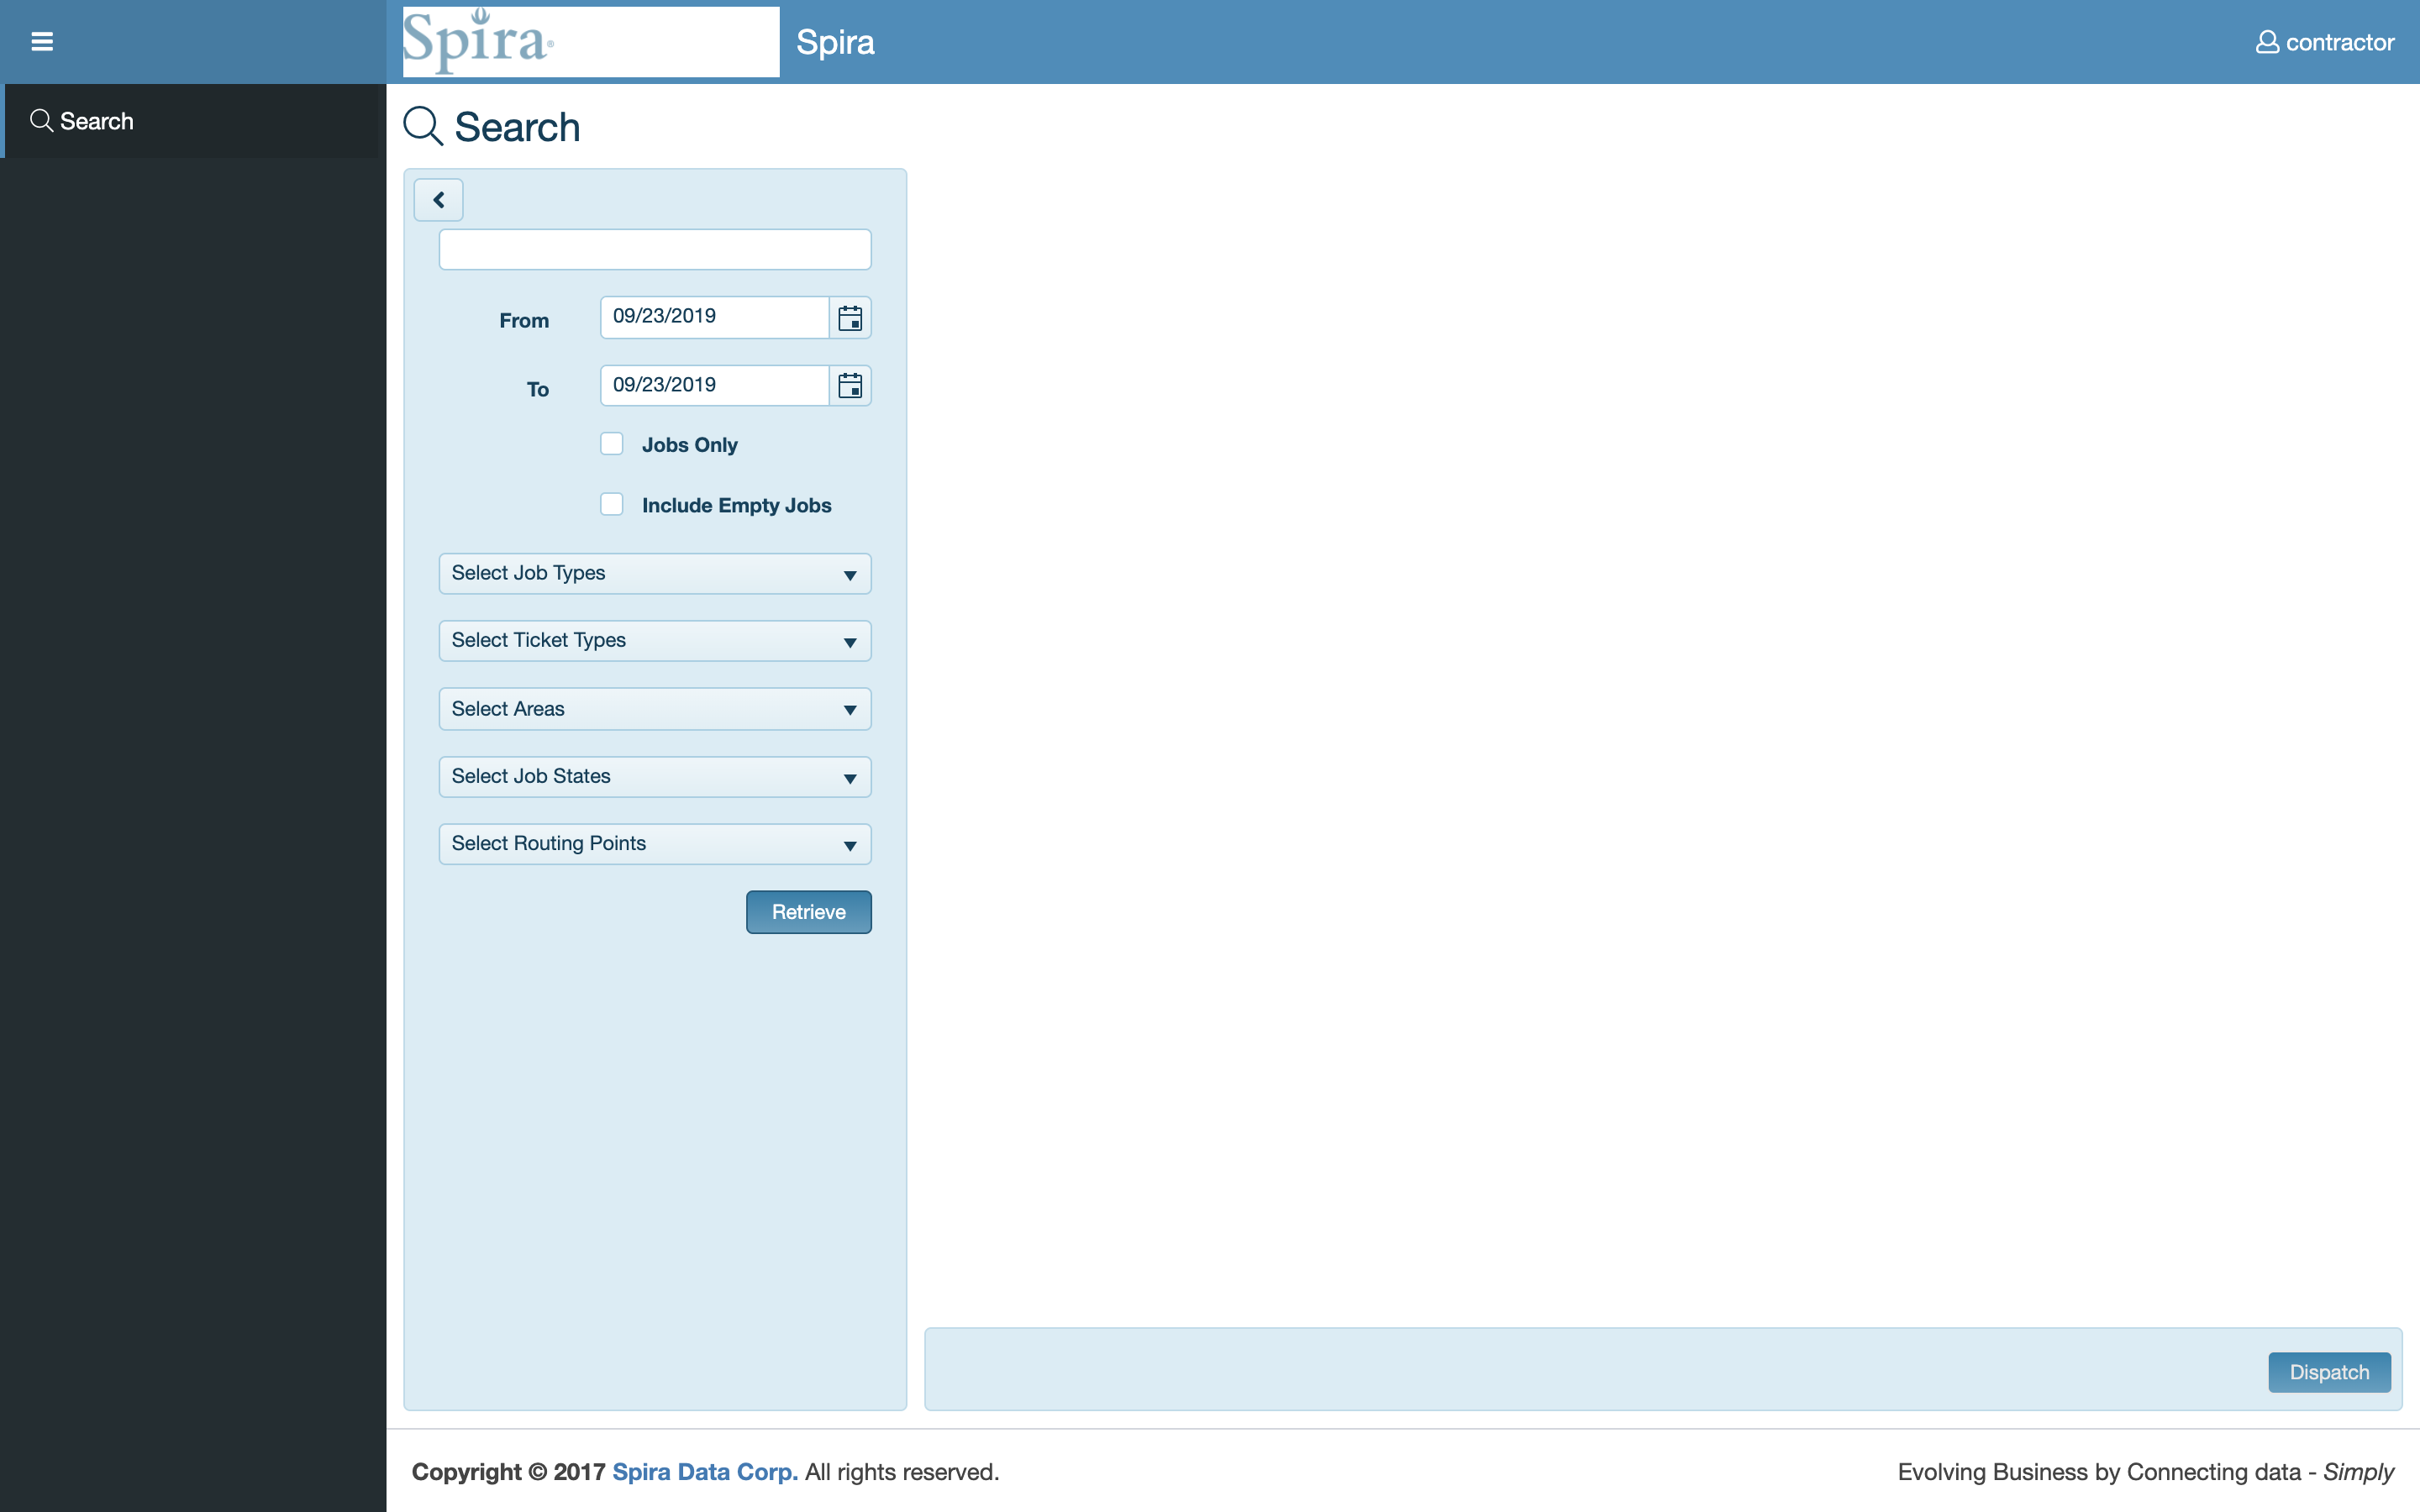 Spira®
Spira
contractor
Search
Search
From
09/23/2019
To
09/23/2019
Jobs Only
Include Empty Jobs
Select Job Types
Select Ticket Types
Select Areas
Select Job States
Select Routing Points
Retrieve
Dispatch
Copyright © 2017 Spira Data Corp. All rights reserved.
Evolving Business by Connecting data - Simply